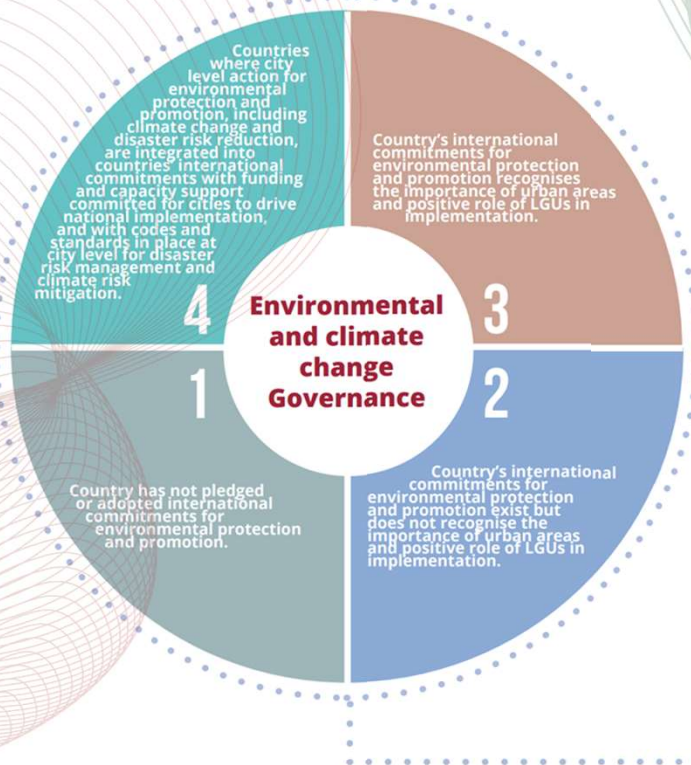 Countries
where city
level action for
environmental
protection and
promotion, including
climate change and
disaster risk reduction,
are integrated into
countries' international
commitments with funding
and capacity support
committed for cities to drive
national implementation,
and with codes and
standards in place at
city level for disaster
risk management and
climate risk
mitigation.
4
Country's international
commitments for
environmental protection
and promotion recognises
the importance of urban areas
and positive role of LGUs in
implementation.
3
Environmental
and climate
change
Governance
1
Country has not pledged
or adopted international
commitments for
environmental protection
and promotion.
2
Country's international
commitments for
environmental protection
and promotion exist but
does not recognise the
importance of urban areas
and positive role of LGUs in
implementation.